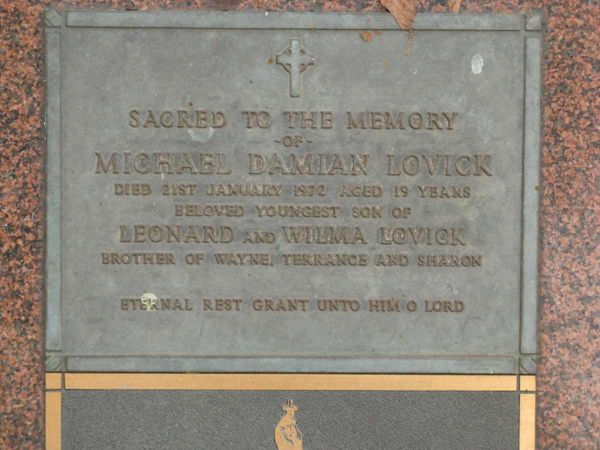 SACRED TO THE MEMORY
-OF-
MICHAEL DAMIAN LOVICK
DIED 21ST JANUARY 1972 AGED 19 YEARS
BELOVED YOUNGEST SON OF
LEONARD AND WILMA LOVICK
BROTHER OF WAYNE, TERRANCE AND SHARON
ETERNAL REST GRANT UNTO HIM O LORD